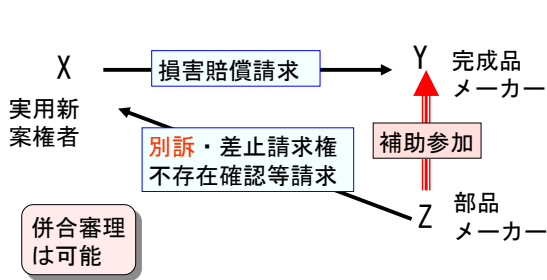 X
損害賠償請求
Y
完成品
メーカー
実用新
案権者
別訴・差止請求権
不存在確認等請求
補助参加
Z
部品
メーカー
併合審理
は可能